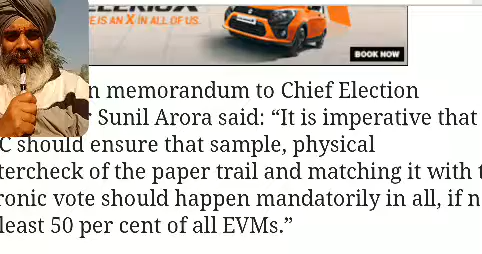 E IS AN X IN ALL OF US.
BOOK NOW
n memorandum to Chief Election
Sunil Arora said: “It is imperative that
C should ensure that sample, physical
tercheck of the paper trail and matching it with t
ronic vote should happen mandatorily in all, if n
least 50 per cent of all EVMs.”